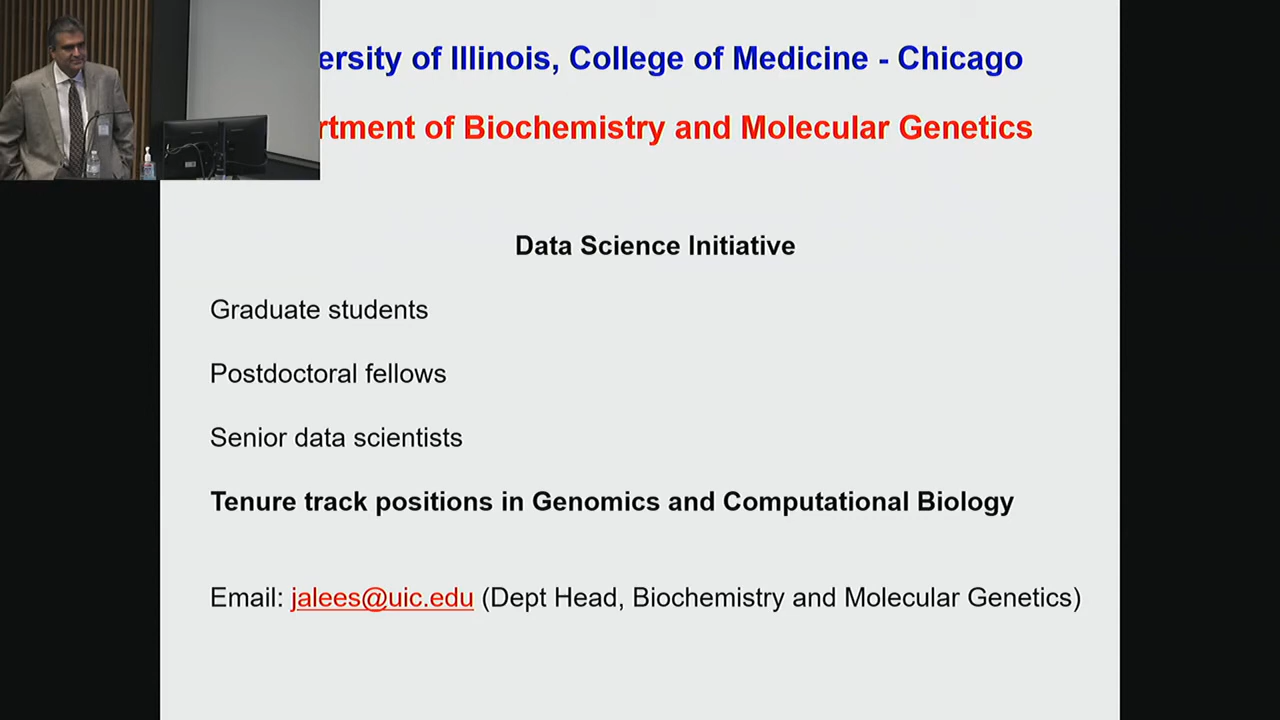 ersity of Illinois, College of Medicine - Chicago
rtment of Biochemistry and Molecular Genetics
Data Science Initiative
Graduate students
Postdoctoral fellows
Senior data scientists
Tenure track positions in Genomics and Computational Biology
Email: jalees@uic.edu (Dept Head, Biochemistry and Molecular Genetics)